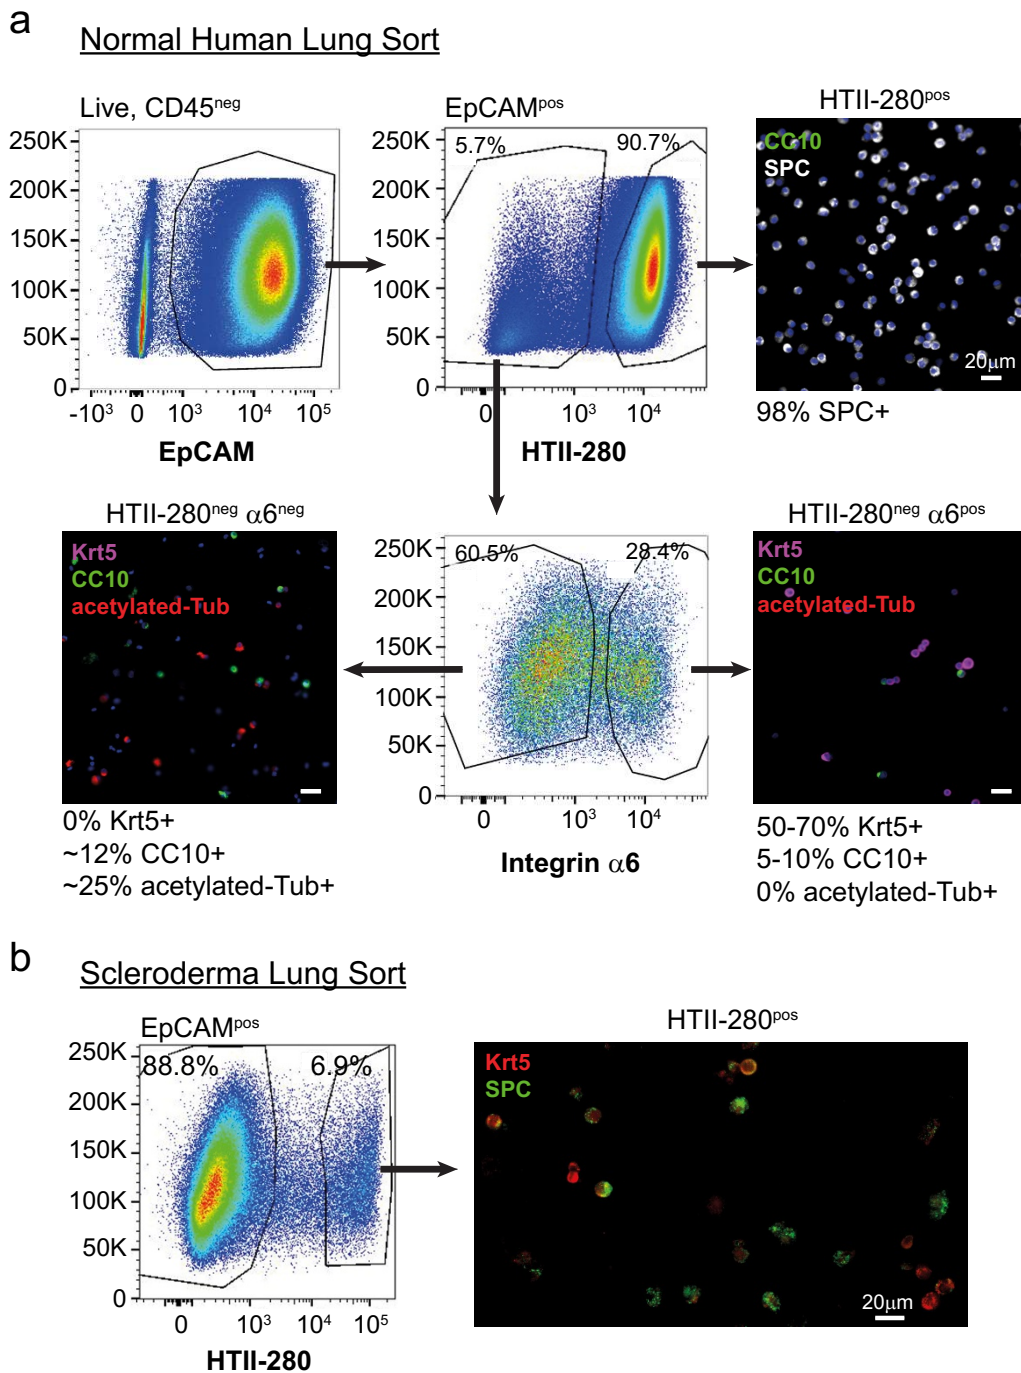 a
Normal Human Lung Sort
Live, CD45neg
EpCAMpos
HTII-280pos
250K
200K
150K
100K
50K
0
-10³ 0 10³ 10⁴ 10⁵
EpCAM
5.7%
90.7%
250K
200K
150K
100K
50K
0
0 10³ 10⁴
HTII-280
CC10
SPC
20µm
98% SPC+
HTII-280neg α6neg
Krt5
CC10
acetylated-Tub
0% Krt5+
~12% CC10+
~25% acetylated-Tub+
60.5%
28.4%
250K
200K
150K
100K
50K
0
0 10³ 10⁴
Integrin α6
HTII-280neg α6pos
Krt5
CC10
acetylated-Tub
50-70% Krt5+
5-10% CC10+
0% acetylated-Tub+
b
Scleroderma Lung Sort
EpCAMpos
88.8%
6.9%
250K
200K
150K
100K
50K
0
0 10³ 10⁴ 10⁵
HTII-280
HTII-280pos
Krt5
SPC
20µm